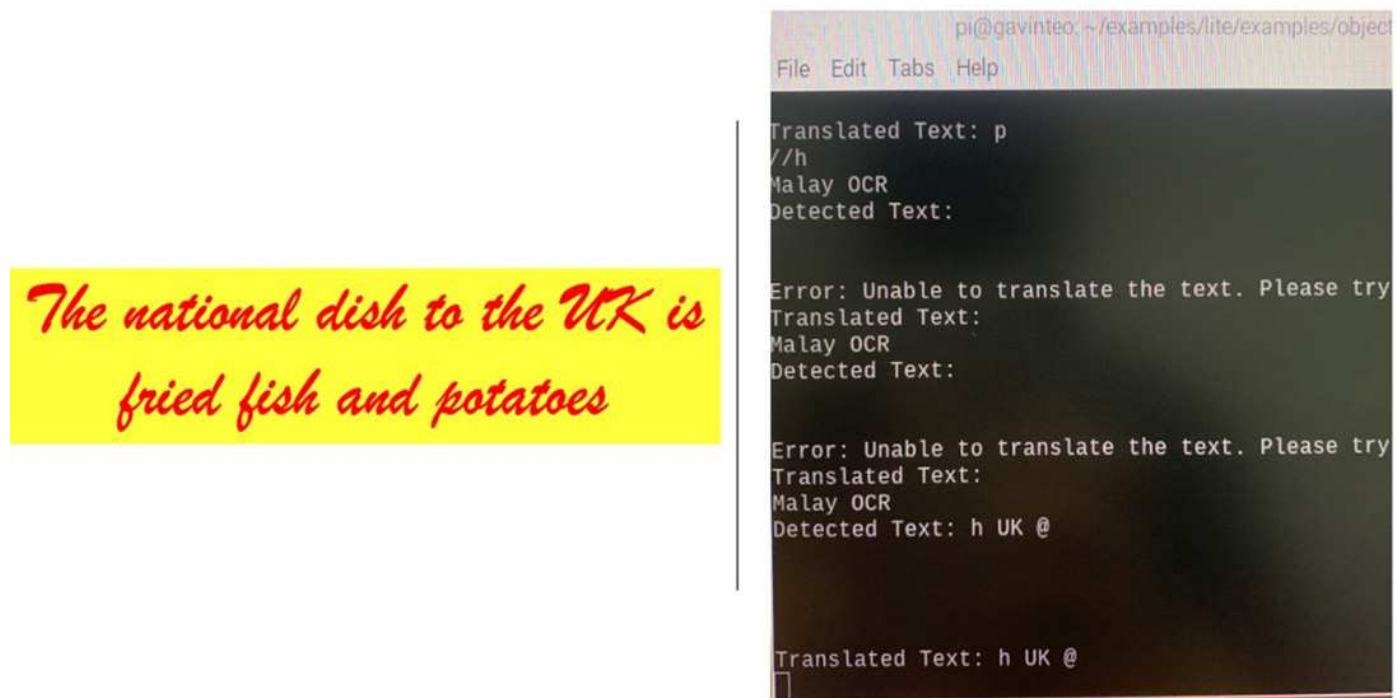 The national dish to the UK is
fried fish and potatoes
pi@gavinteo: ~/examples/lite/examples/object
File Edit Tabs Help
Translated Text: p
//h
Malay OCR
Detected Text:
Error: Unable to translate the text. Please try
Translated Text:
Malay OCR
Detected Text:
Error: Unable to translate the text. Please try
Translated Text:
Malay OCR
Detected Text: h UK @
Translated Text: h UK @